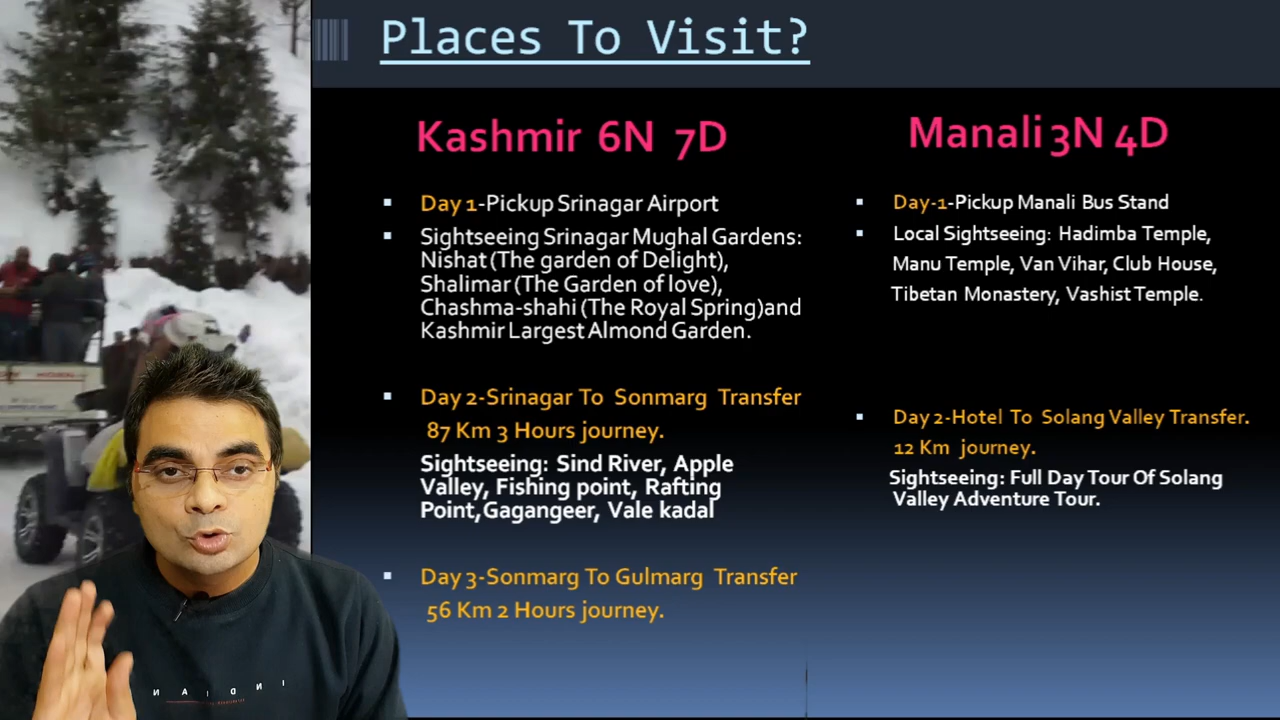 Places To Visit?
Kashmir 6N 7D
Day 1-Pickup Srinagar Airport
Sightseeing Srinagar Mughal Gardens:
Nishat (The garden of Delight),
Shalimar (The Garden of love),
Chashma-shahi (The Royal Spring)and
Kashmir Largest Almond Garden.
Day 2-Srinagar To Sonmarg Transfer
87 Km 3 Hours journey.
Sightseeing: Sind River, Apple
Valley, Fishing point, Rafting
Point,Gagangeer, Vale kadal
Day 3-Sonmarg To Gulmarg Transfer
56 Km 2 Hours journey.
Manali 3N 4D
Day-1-Pickup Manali Bus Stand
Local Sightseeing: Hadimba Temple,
Manu Temple, Van Vihar, Club House,
Tibetan Monastery, Vashist Temple.
Day 2-Hotel To Solang Valley Transfer.
12 Km journey.
Sightseeing: Full Day Tour Of Solang
Valley Adventure Tour.
INDIAN